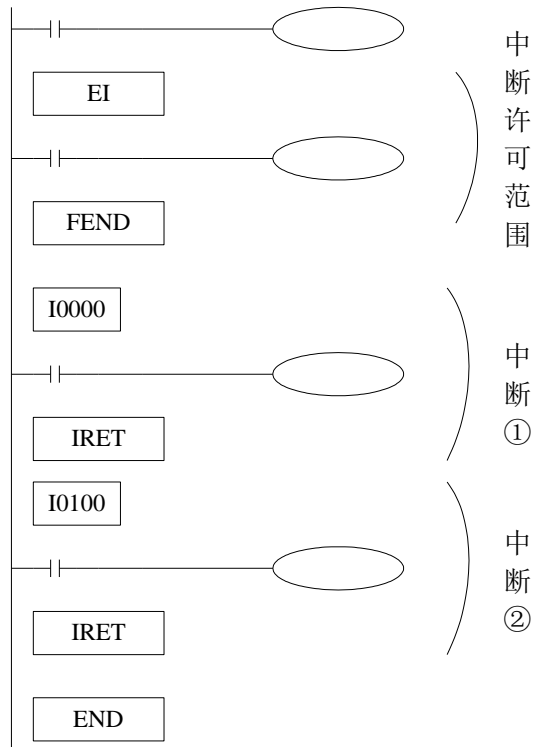 EI
FEND
中断许可范围
I0000
IRET
中断①
I0100
IRET
中断②
END